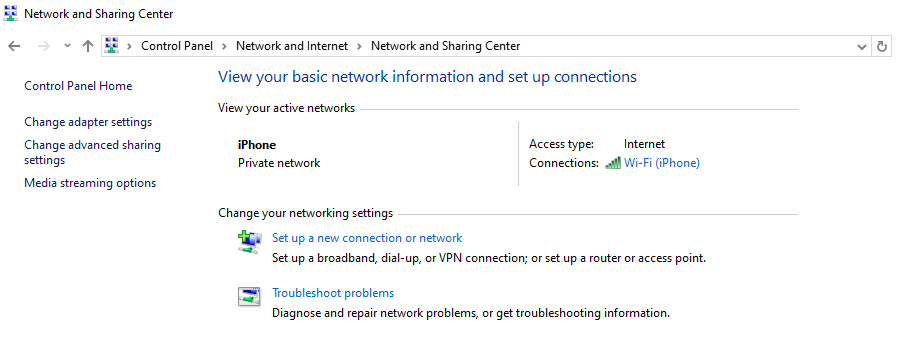 Network and Sharing Center
Control Panel > Network and Internet > Network and Sharing Center
Control Panel Home
Change adapter settings
Change advanced sharing
settings
Media streaming options
View your basic network information and set up connections
View your active networks
iPhone
Private network
Access type: Internet
Connections: Wi-Fi (iPhone)
Change your networking settings
Set up a new connection or network
Set up a broadband, dial-up, or VPN connection; or set up a router or access point.
Troubleshoot problems
Diagnose and repair network problems, or get troubleshooting information.